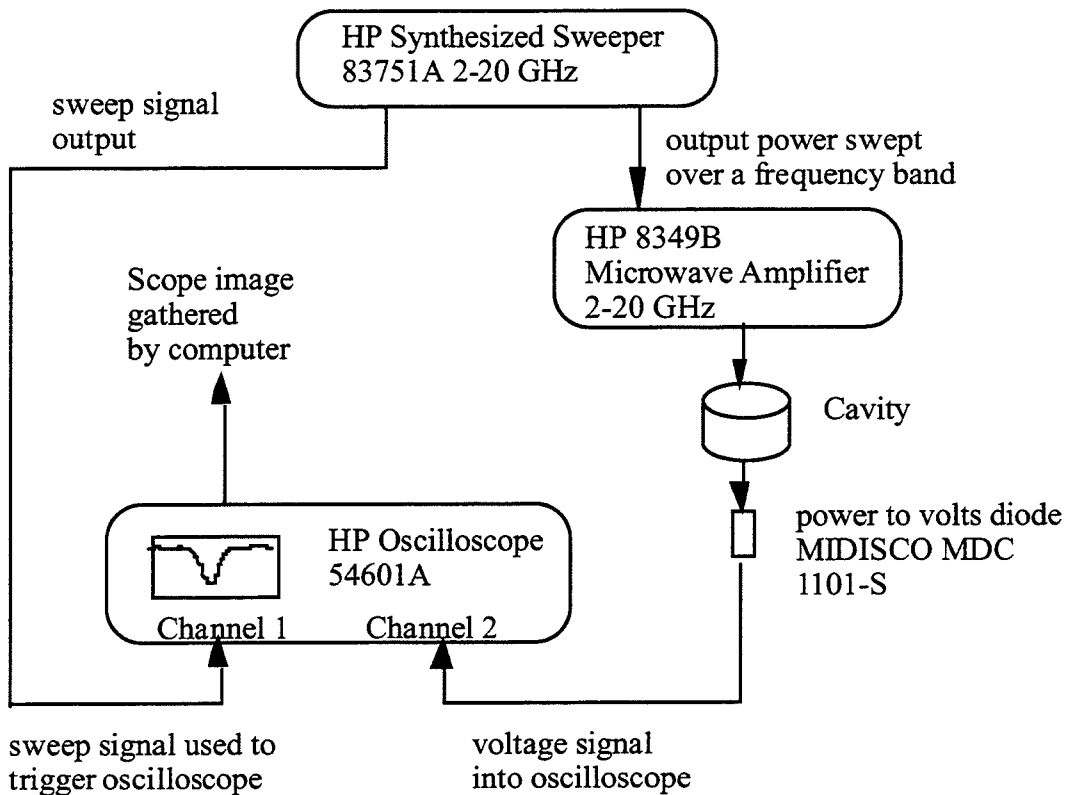 HP Synthesized Sweeper
83751A 2-20 GHz
sweep signal
output
output power swept
over a frequency band
HP 8349B
Microwave Amplifier
2-20 GHz
Scope image
gathered
by computer
Cavity
power to volts diode
MIDISCO MDC
1101-S
HP Oscilloscope
54601A
Channel 1
Channel 2
sweep signal used to
trigger oscilloscope
voltage signal
into oscilloscope